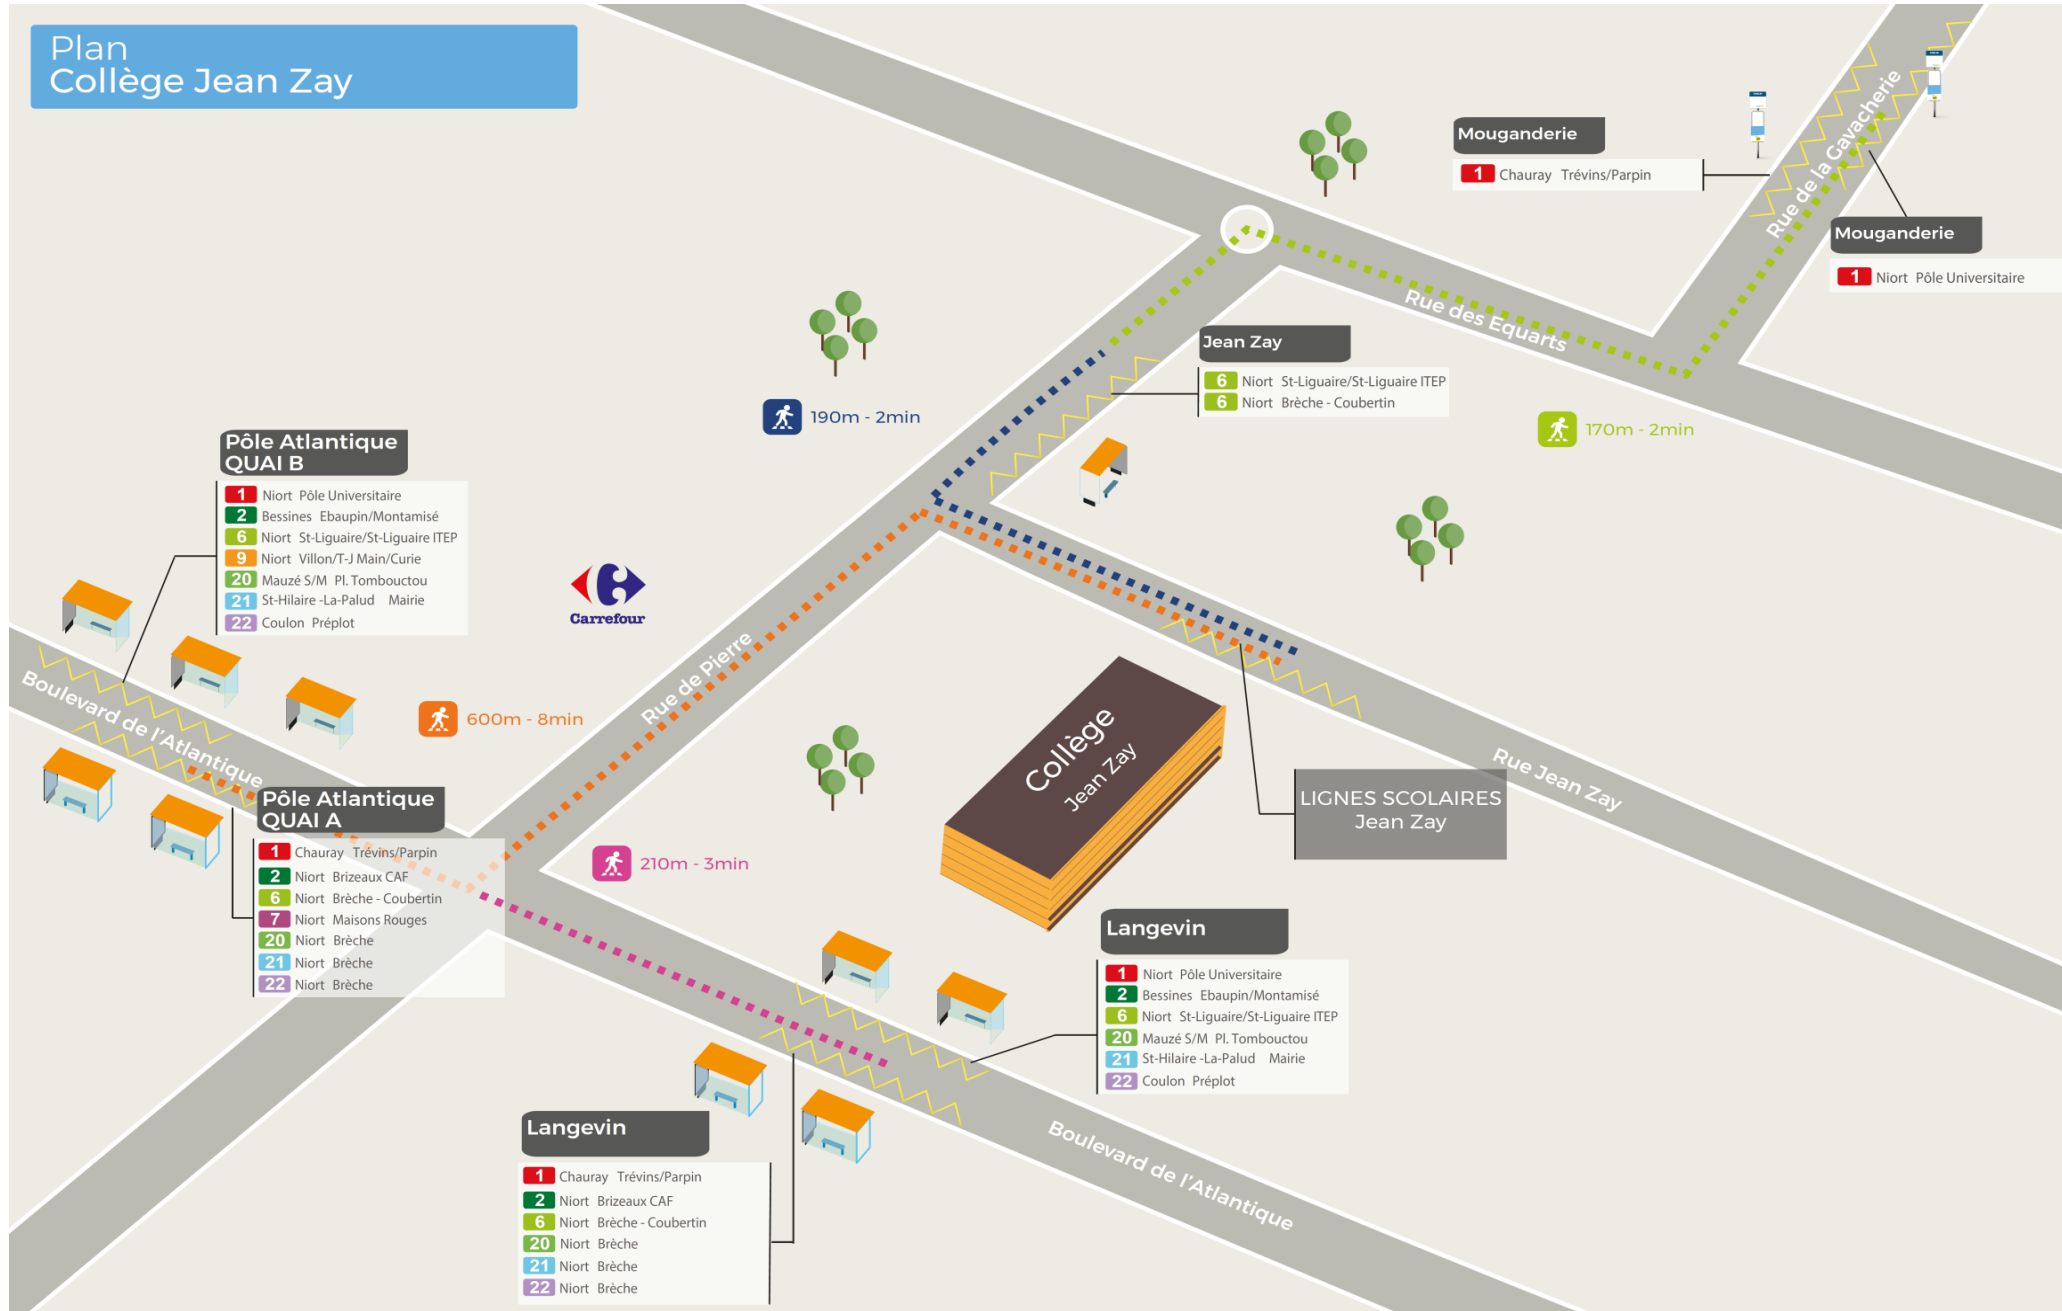 Plan
Collège Jean Zay
Mouganderie
1 Chauray Trévins/Parpin
Rue de la Gavacherie
Mouganderie
1 Niort Pôle Universitaire
Rue des Equarts
Jean Zay
6 Niort St-Liguaire/St-Liguaire ITEP
6 Niort Brèche - Coubertin
190m - 2min
170m - 2min
Pôle Atlantique
QUAI B
1 Niort Pôle Universitaire
2 Bessines Ebaupin/Montamisé
6 Niort St-Liguaire/St-Liguaire ITEP
9 Niort Villon/T-J Main/Curie
20 Mauzé S/M Pl. Tombouctou
21 St-Hilaire -La-Palud Mairie
22 Coulon Préplot
Carrefour
Rue de Pierre
Boulevard de l'Atlantique
600m - 8min
Collège
Jean Zay
Rue Jean Zay
LIGNES SCOLAIRES
Jean Zay
Pôle Atlantique
QUAI A
1 Chauray Trévins/Parpin
2 Niort Brizeaux CAF
6 Niort Brèche - Coubertin
7 Niort Maisons Rouges
20 Niort Brèche
21 Niort Brèche
22 Niort Brèche
210m - 3min
Langevin
1 Niort Pôle Universitaire
2 Bessines Ebaupin/Montamisé
6 Niort St-Liguaire/St-Liguaire ITEP
20 Mauzé S/M Pl. Tombouctou
21 St-Hilaire -La-Palud Mairie
22 Coulon Préplot
Langevin
1 Chauray Trévins/Parpin
2 Niort Brizeaux CAF
6 Niort Brèche - Coubertin
20 Niort Brèche
21 Niort Brèche
22 Niort Brèche
Boulevard de l'Atlantique